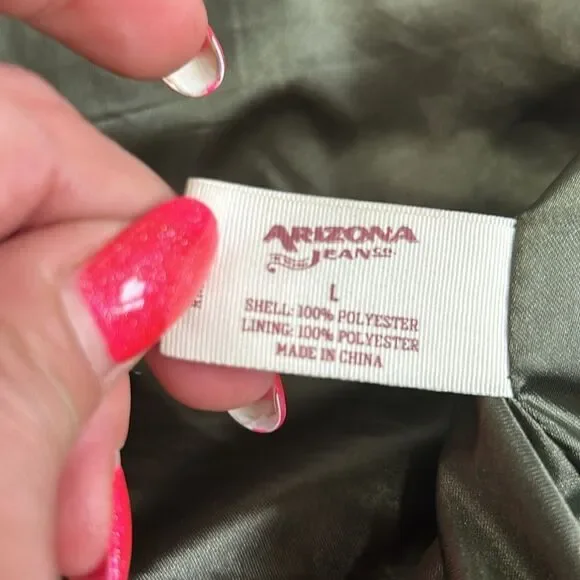 ARIZONA
JEAN CO.
L
SHELL: 100% POLYESTER
LINING: 100% POLYESTER
MADE IN CHINA